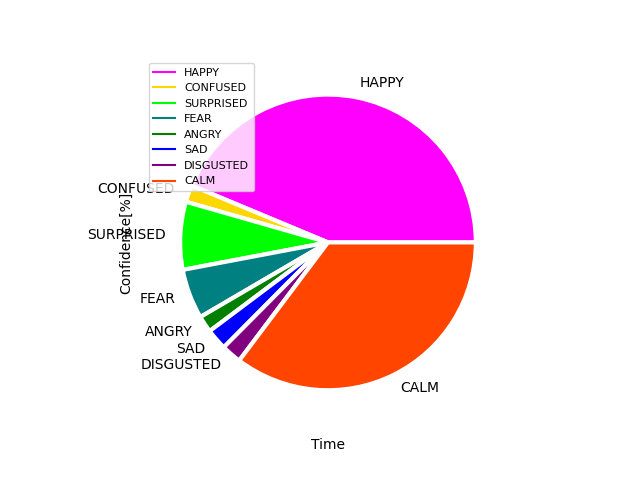 HAPPY
CONFUSED
SURPRISED
FEAR
ANGRY
SAD
DISGUSTED
CALM
HAPPY
CONFUSED
SURPRISED
FEAR
ANGRY
SAD
DISGUSTED
CALM
Confidence[%]
Time